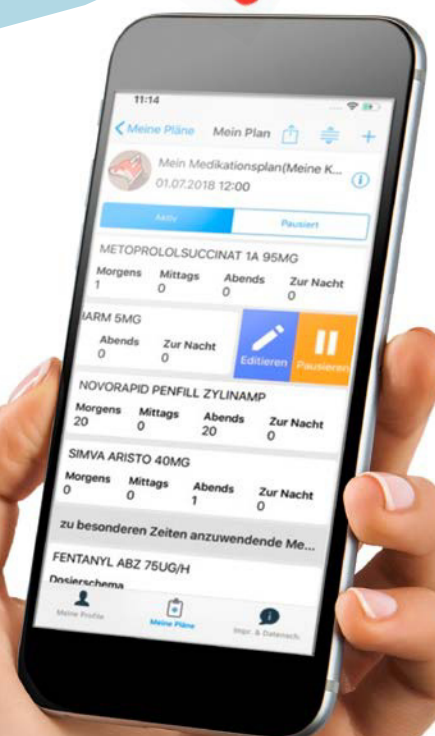 11:14
Meine Pläne Mein Plan
Mein Medikationsplan(Meine K...
01.07.2018 12:00
Aktiv Pausiert
METOPROLOLSUCCINAT 1A 95MG
Morgens Mittags Abends Zur Nacht
1 0 0 0
IARM 5MG
Abends Zur Nacht
0 0
Editieren Pausieren
NOVORAPID PENFILL ZYLINAMP
Morgens Mittags Abends Zur Nacht
20 0 20 0
SIMVA ARISTO 40MG
Morgens Mittags Abends Zur Nacht
0 0 1 0
zu besonderen Zeiten anzuwendende Me...
FENTANYL ABZ 75UG/H
Dosierschema
Meine Profile Meine Pläne Impr. & Datensch.